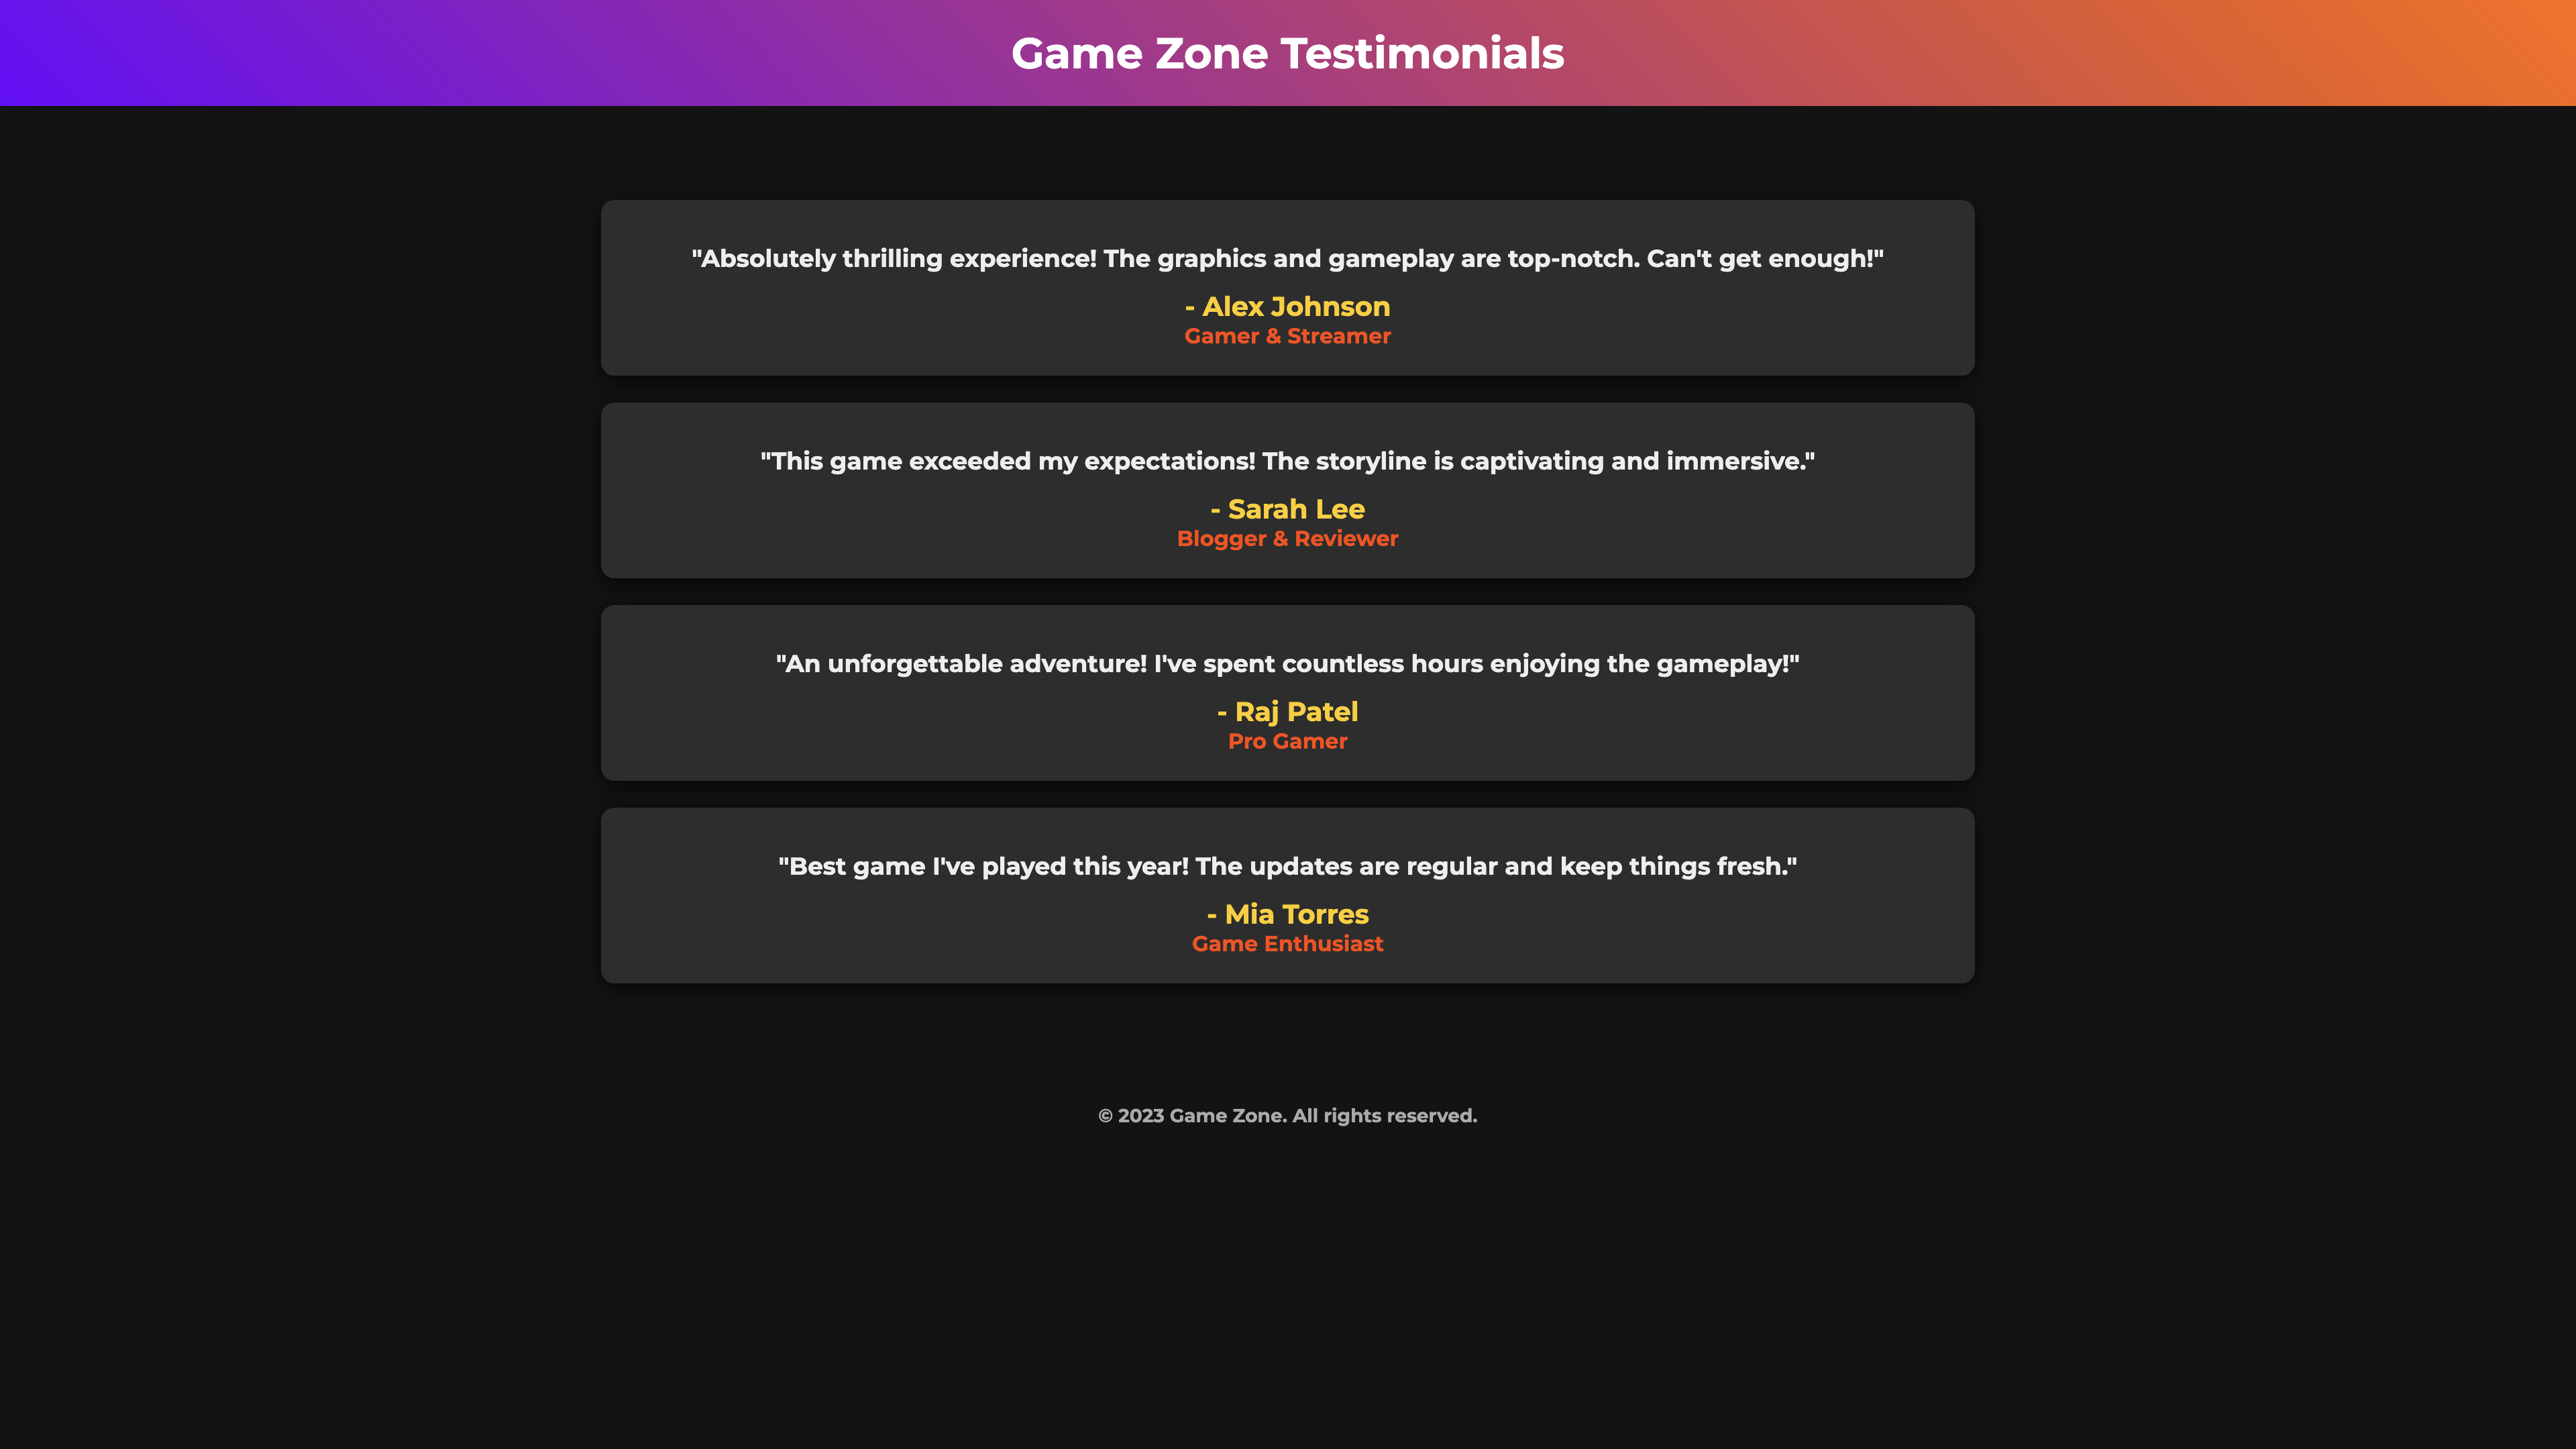 Game Zone Testimonials
"Absolutely thrilling experience! The graphics and gameplay are top-notch. Can't get enough!"
- Alex Johnson
Gamer & Streamer
"This game exceeded my expectations! The storyline is captivating and immersive."
- Sarah Lee
Blogger & Reviewer
"An unforgettable adventure! I've spent countless hours enjoying the gameplay!"
- Raj Patel
Pro Gamer
"Best game I've played this year! The updates are regular and keep things fresh."
- Mia Torres
Game Enthusiast
© 2023 Game Zone. All rights reserved.